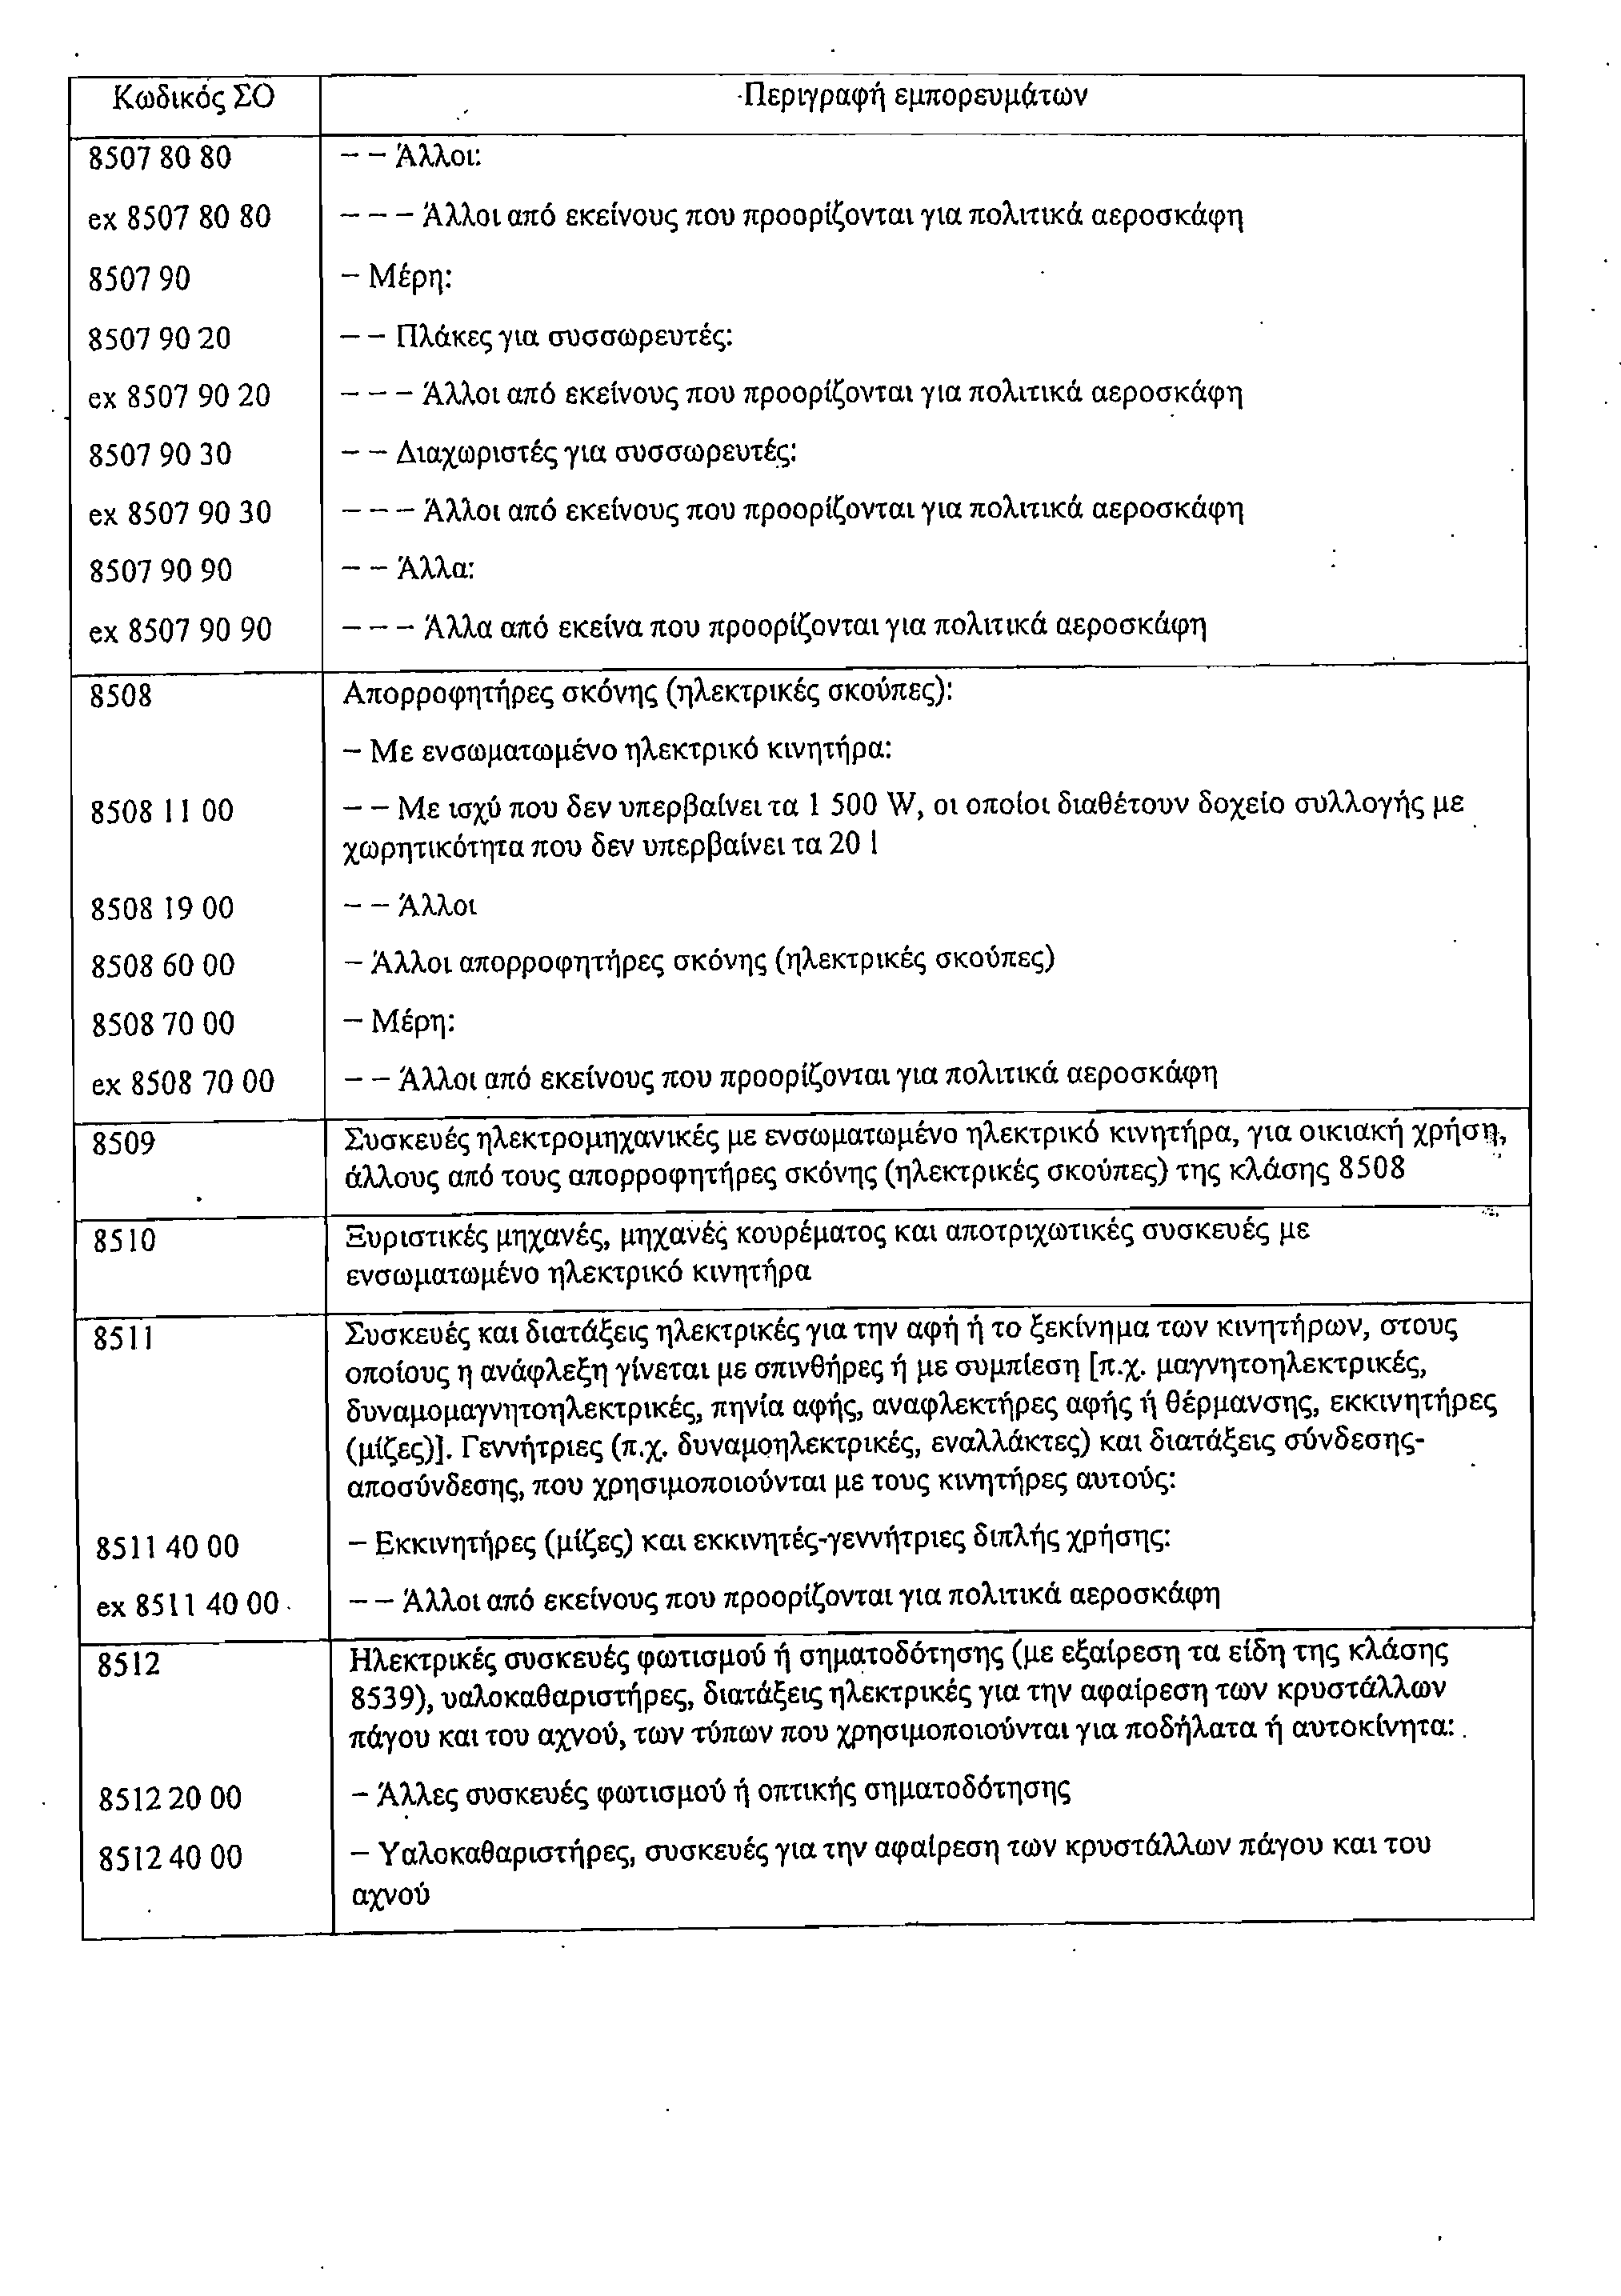 Κωδικός ΣΟ Περιγραφή εμπορευμάτων
8507 80 80 – – Άλλοι:
ex 8507 80 80 – – – Άλλοι από εκείνους που προορίζονται για πολιτικά αεροσκάφη
8507 90 – Μέρη:
8507 90 20 – – Πλάκες για συσσωρευτές:
ex 8507 90 20 – – – Άλλοι από εκείνους που προορίζονται για πολιτικά αεροσκάφη
8507 90 30 – – Διαχωριστές για συσσωρευτές:
ex 8507 90 30 – – – Άλλοι από εκείνους που προορίζονται για πολιτικά αεροσκάφη
8507 90 90 – – Άλλα:
ex 8507 90 90 – – – Άλλα από εκείνα που προορίζονται για πολιτικά αεροσκάφη
8508 Απορροφητήρες σκόνης (ηλεκτρικές σκούπες):
– Με ενσωματωμένο ηλεκτρικό κινητήρα:
8508 11 00 – – Με ισχύ που δεν υπερβαίνει τα 1 500 W, οι οποίοι διαθέτουν δοχείο συλλογής με
χωρητικότητα που δεν υπερβαίνει τα 20 l
8508 19 00 – – Άλλοι
8508 60 00 – Άλλοι απορροφητήρες σκόνης (ηλεκτρικές σκούπες)
8508 70 00 – Μέρη:
ex 8508 70 00 – – Άλλοι από εκείνους που προορίζονται για πολιτικά αεροσκάφη
8509 Συσκευές ηλεκτρομηχανικές με ενσωματωμένο ηλεκτρικό κινητήρα, για οικιακή χρήση,
άλλους από τους απορροφητήρες σκόνης (ηλεκτρικές σκούπες) της κλάσης 8508
8510 Ξυριστικές μηχανές, μηχανές κουρέματος και αποτριχωτικές συσκευές με
ενσωματωμένο ηλεκτρικό κινητήρα
8511 Συσκευές και διατάξεις ηλεκτρικές για την αφή ή το ξεκίνημα των κινητήρων, στους
οποίους η ανάφλεξη γίνεται με σπινθήρες ή με συμπίεση [π.χ. μαγνητοηλεκτρικές,
δυναμομαγνητοηλεκτρικές, πηνία αφής, αναφλεκτήρες αφής ή θέρμανσης, εκκινητήρες
(μίζες)]. Γεννήτριες (π.χ. δυναμοηλεκτρικές, εναλλάκτες) και διατάξεις σύνδεσης-
αποσύνδεσης, που χρησιμοποιούνται με τους κινητήρες αυτούς:
8511 40 00 – Εκκινητήρες (μίζες) και εκκινητές-γεννήτριες διπλής χρήσης:
ex 8511 40 00 – – Άλλοι από εκείνους που προορίζονται για πολιτικά αεροσκάφη
8512 Ηλεκτρικές συσκευές φωτισμού ή σηματοδότησης (με εξαίρεση τα είδη της κλάσης
8539), υαλοκαθαριστήρες, διατάξεις ηλεκτρικές για την αφαίρεση των κρυστάλλων
πάγου και του αχνού, των τύπων που χρησιμοποιούνται για ποδήλατα ή αυτοκίνητα:
8512 20 00 – Άλλες συσκευές φωτισμού ή οπτικής σηματοδότησης
8512 40 00 – Υαλοκαθαριστήρες, συσκευές για την αφαίρεση των κρυστάλλων πάγου και του
αχνού